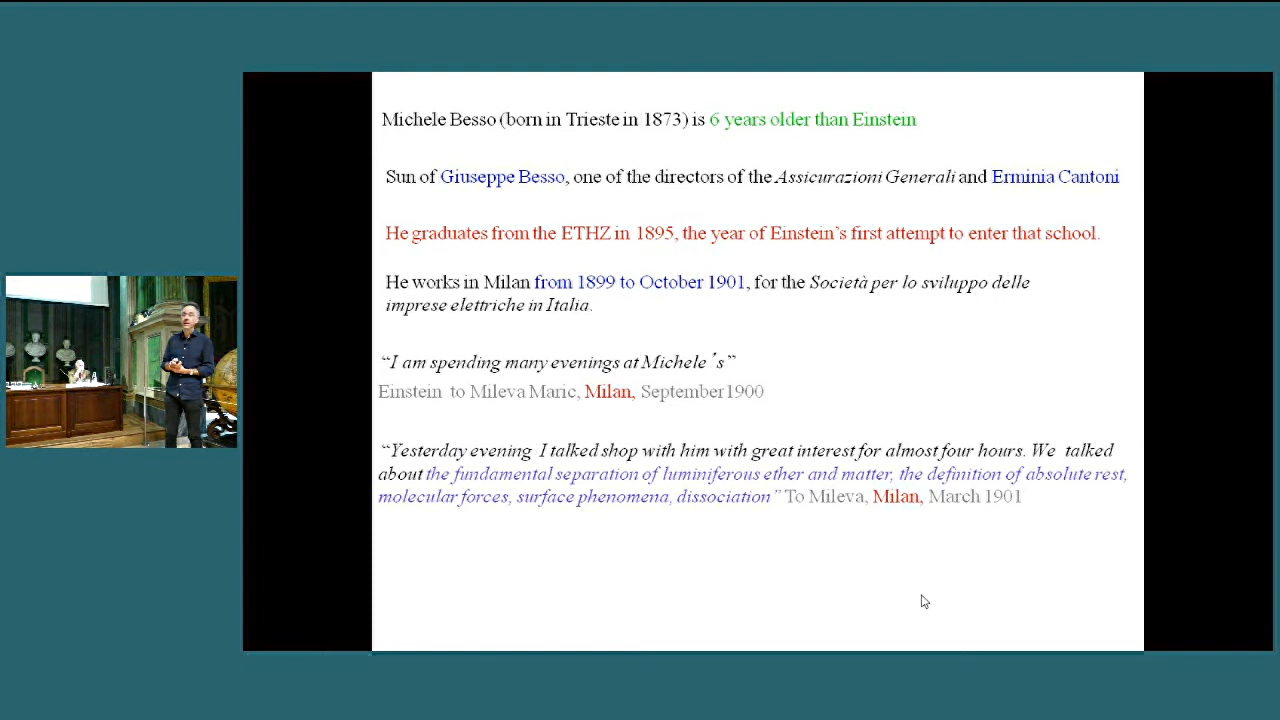 Michele Besso (born in Trieste in 1873) is 6 years older than Einstein
Sun of Giuseppe Besso, one of the directors of the Assicurazioni Generali and Erminia Cantoni
He graduates from the ETHZ in 1895, the year of Einstein’s first attempt to enter that school.
He works in Milan from 1899 to October 1901, for the Società per lo sviluppo delle
imprese elettriche in Italia.
“I am spending many evenings at Michele ’s”
Einstein to Mileva Maric, Milan, September1900
“Yesterday evening I talked shop with him with great interest for almost four hours. We talked
about the fundamental separation of luminiferous ether and matter, the definition of absolute rest,
molecular forces, surface phenomena, dissociation” To Mileva, Milan, March 1901